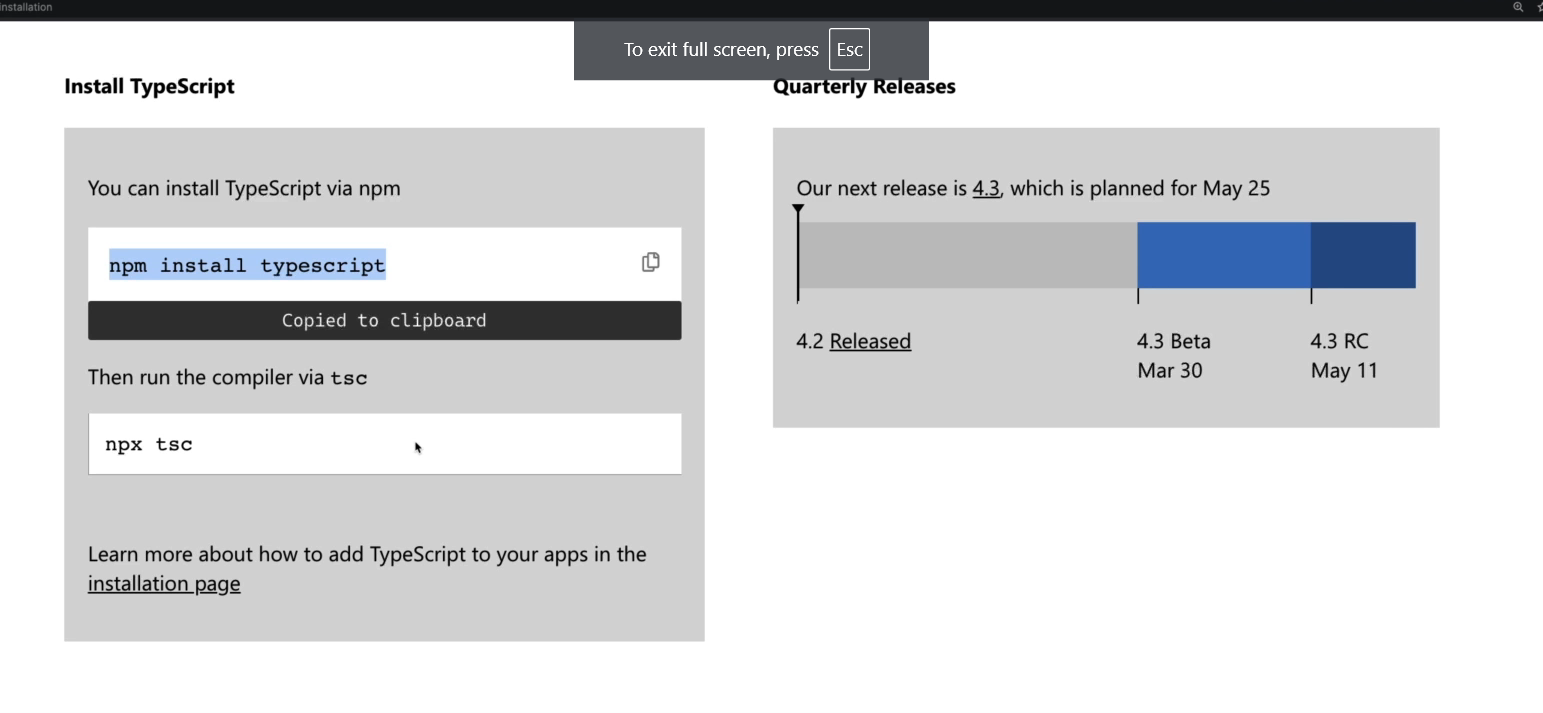 installation
To exit full screen, press Esc
Install TypeScript
You can install TypeScript via npm
npm install typescript
Copied to clipboard
Then run the compiler via tsc
npx tsc
Learn more about how to add TypeScript to your apps in the
installation page
Quarterly Releases
Our next release is 4.3, which is planned for May 25
4.2 Released
4.3 Beta
Mar 30
4.3 RC
May 11